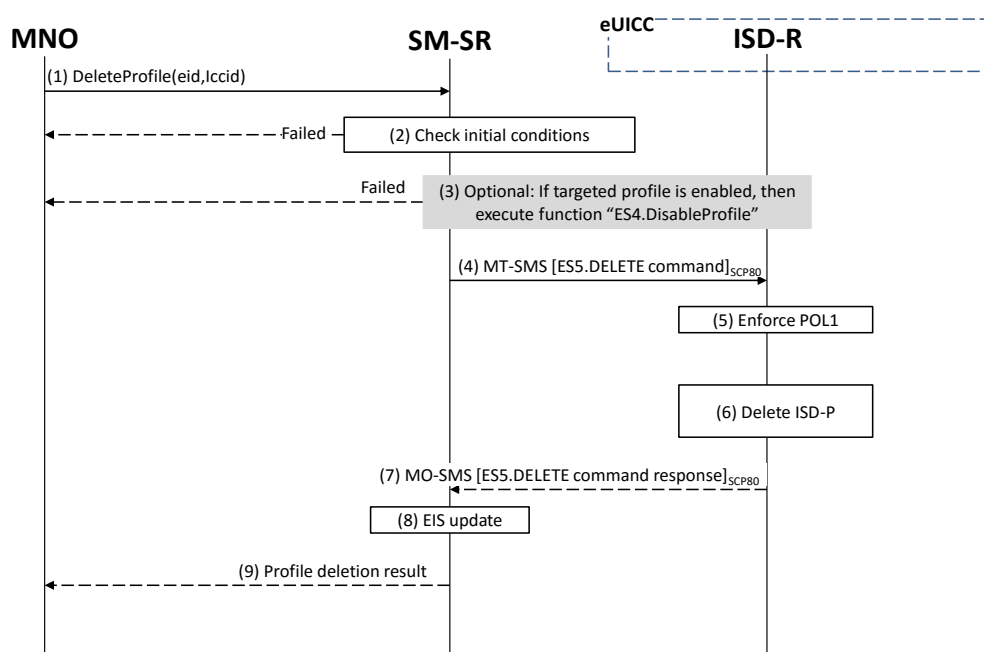 eUICC
MNO
SM-SR
ISD-R
(1) DeleteProfile(eid,Iccid)
Failed
(2) Check initial conditions
Failed
(3) Optional: If targeted profile is enabled, then
execute function “ES4.DisableProfile”
(4) MT-SMS [ES5.DELETE command]SCP80
(5) Enforce POL1
(6) Delete ISD-P
(7) MO-SMS [ES5.DELETE command response]SCP80
(8) EIS update
(9) Profile deletion result